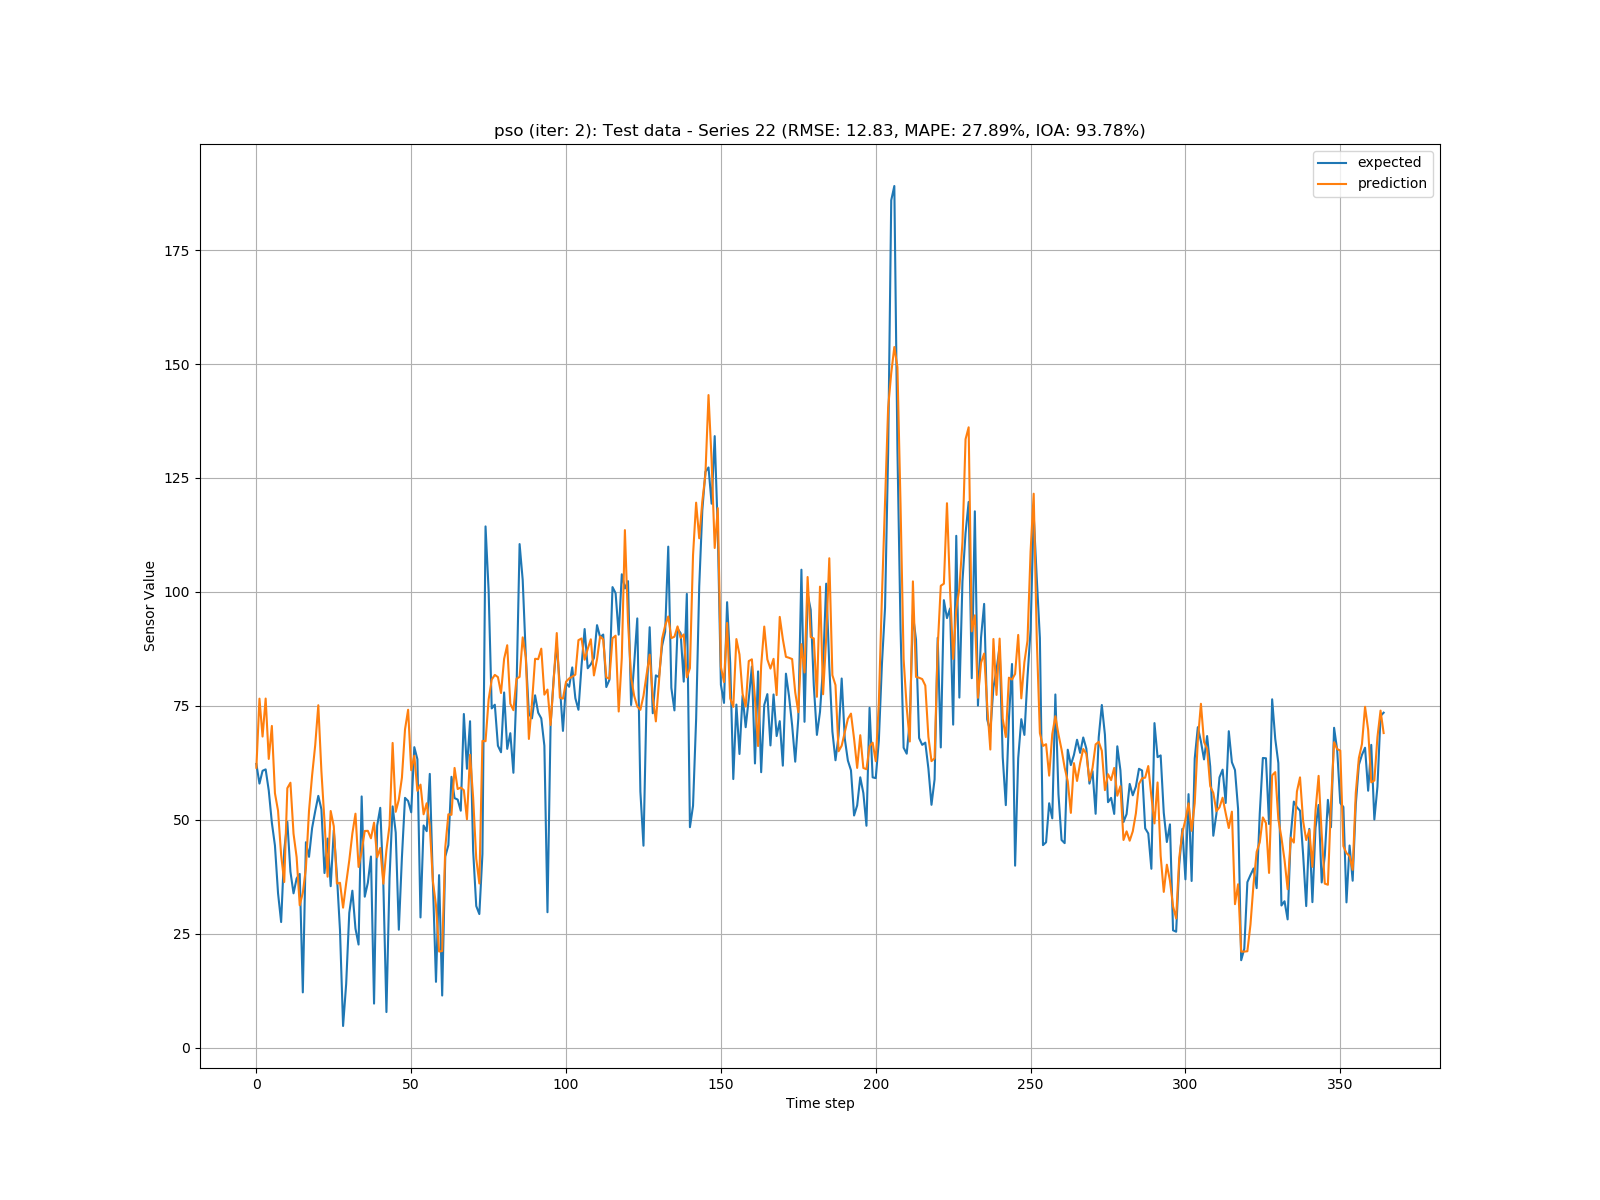 pso (iter: 2): Test data - Series 22 (RMSE: 12.83, MAPE: 27.89%, IOA: 93.78%)
expected
prediction
175
150
125
100
75
50
25
0
Sensor Value
0 50 100 150 200 250 300 350
Time step